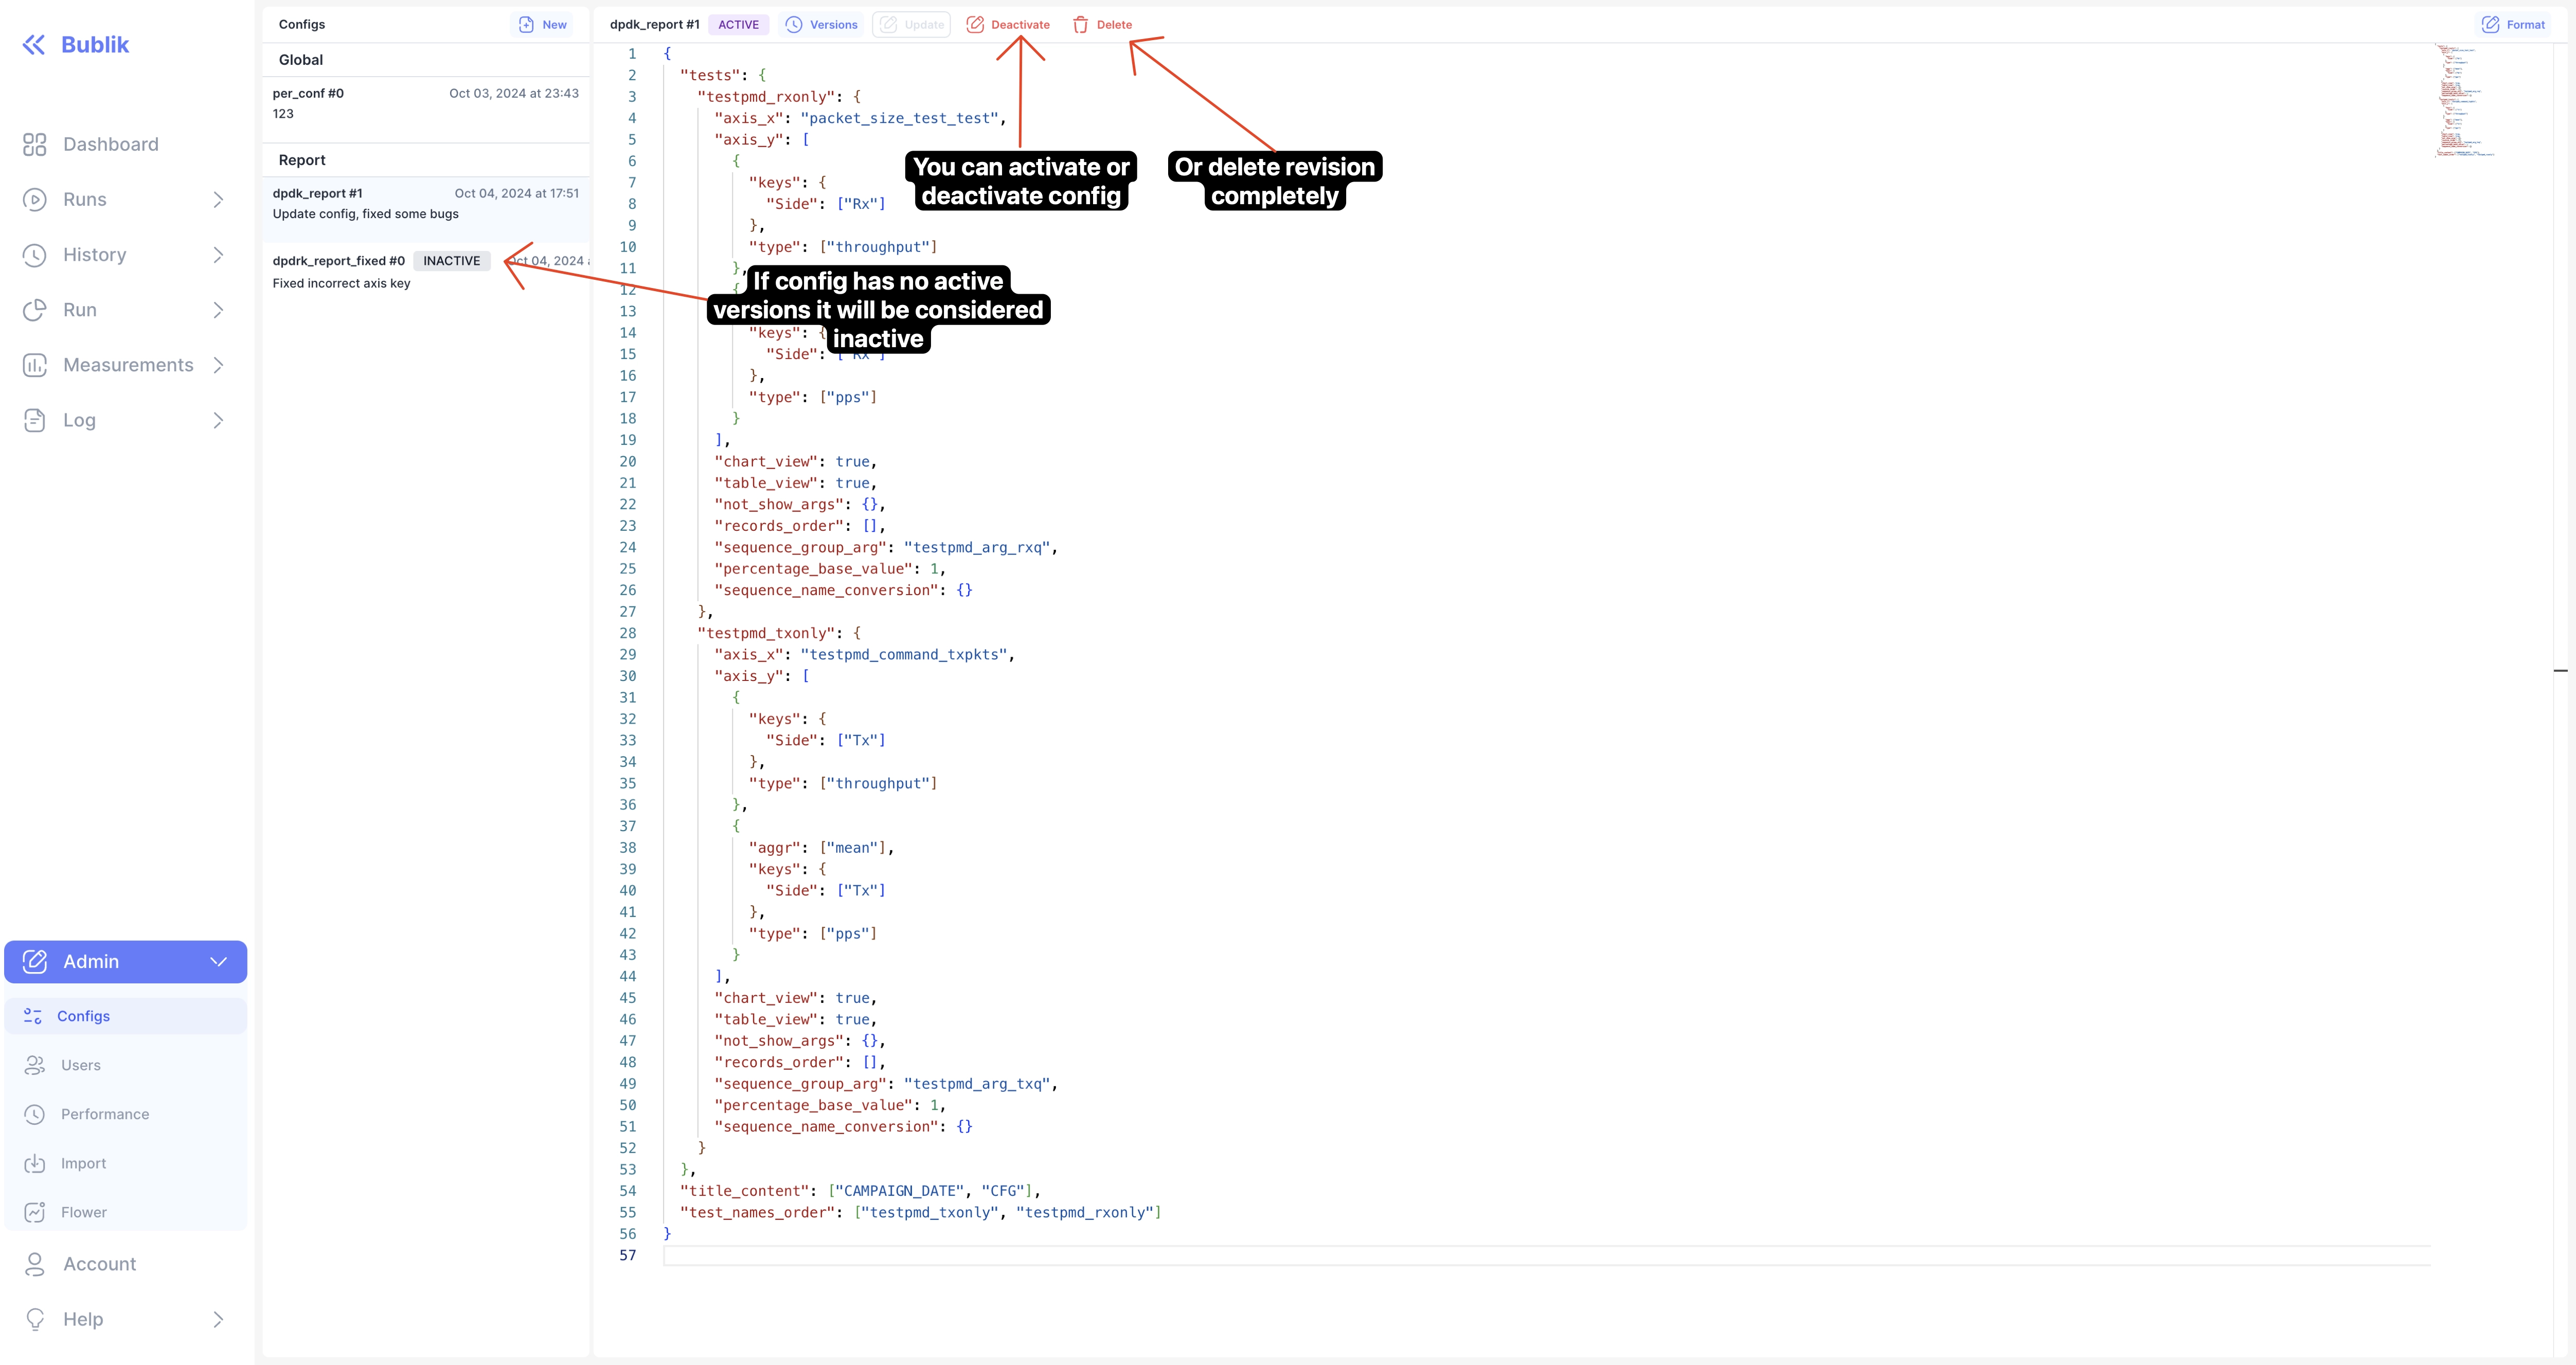 Bublik
Dashboard
Runs
History
Run
Measurements
Log
Admin
Configs
Users
Performance
Import
Flower
Account
Help
Configs
New
Global
per_conf #0 Oct 03, 2024 at 23:43
123
Report
dpdk_report #1 Oct 04, 2024 at 17:51
Update config, fixed some bugs
dpdrk_report_fixed #0 INACTIVE Oct 04, 2024
Fixed incorrect axis key
dpdk_report #1 ACTIVE Versions Update Deactivate Delete Format
You can activate or
deactivate config
Or delete revision
completely
If config has no active
versions it will be considered
inactive
1 {
2 "tests": {
3 "testpmd_rxonly": {
4 "axis_x": "packet_size_test_test",
5 "axis_y": [
6 {
7 "keys": {
8 "Side": ["Rx"]
9 },
10 "type": ["throughput"]
11 },
12 {
13
14 "keys": {
15 "Side": ["Rx"]
16 },
17 "type": ["pps"]
18 }
19 ],
20 "chart_view": true,
21 "table_view": true,
22 "not_show_args": {},
23 "records_order": [],
24 "sequence_group_arg": "testpmd_arg_rxq",
25 "percentage_base_value": 1,
26 "sequence_name_conversion": {}
27 },
28 "testpmd_txonly": {
29 "axis_x": "testpmd_command_txpkts",
30 "axis_y": [
31 {
32 "keys": {
33 "Side": ["Tx"]
34 },
35 "type": ["throughput"]
36 },
37 {
38 "aggr": ["mean"],
39 "keys": {
40 "Side": ["Tx"]
41 },
42 "type": ["pps"]
43 }
44 ],
45 "chart_view": true,
46 "table_view": true,
47 "not_show_args": {},
48 "records_order": [],
49 "sequence_group_arg": "testpmd_arg_txq",
50 "percentage_base_value": 1,
51 "sequence_name_conversion": {}
52 }
53 },
54 "title_content": ["CAMPAIGN_DATE", "CFG"],
55 "test_names_order": ["testpmd_txonly", "testpmd_rxonly"]
56 }
57